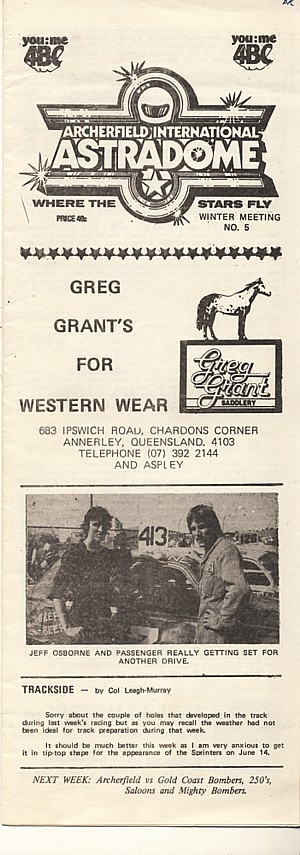 you:me you:me
4BC 4BC
ARCHERFIELD INTERNATIONAL
ASTRADOME
WHERE THE STARS FLY
PRICE 40c WINTER MEETING
NO. 5
GREG
GRANT'S
FOR
WESTERN WEAR
Greg
Grant
SADDLERY
683 IPSWICH ROAD, CHARDONS CORNER
ANNERLEY, QUEENSLAND. 4103
TELEPHONE (07) 392 2144
AND ASPLEY
413
JEFF OSBORNE AND PASSENGER REALLY GETTING SET FOR
ANOTHER DRIVE.
TRACKSIDE — by Col Leagh-Murray
Sorry about the couple of holes that developed in the track
during last week's racing but as you may recall the weather had not
been ideal for track preparation during that week.
It should be much better this week as I am very anxious to get
it in tip-top shape for the appearance of the Sprinters on June 14.
NEXT WEEK: Archerfield vs Gold Coast Bombers, 250's,
Saloons and Mighty Bombers.